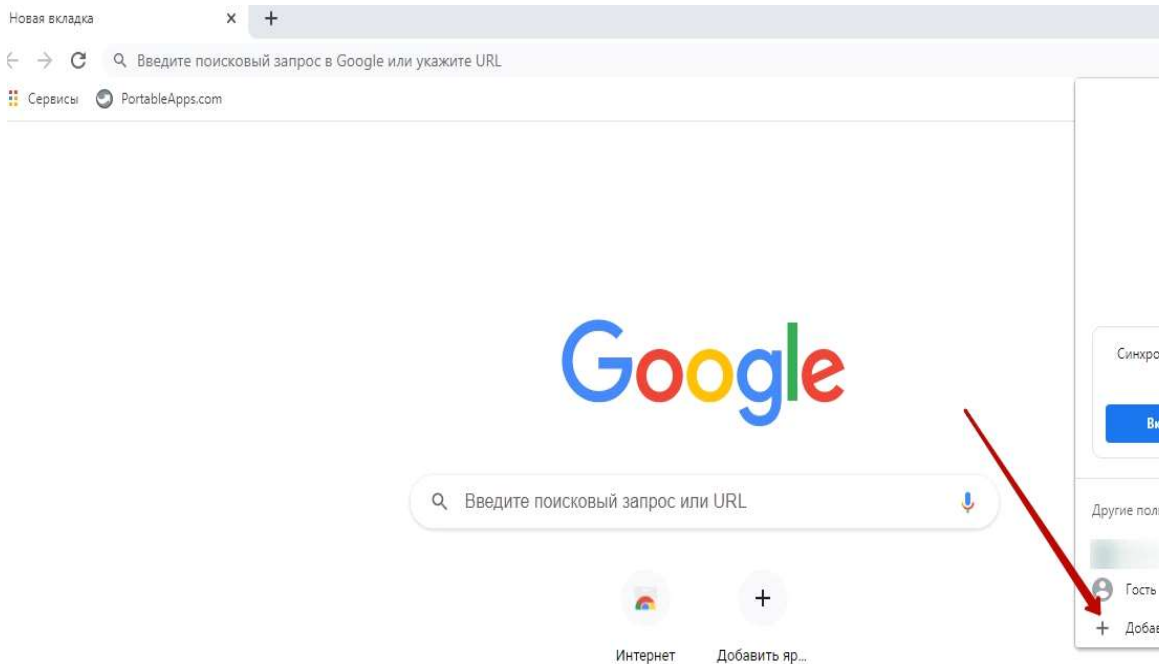 Новая вкладка
Введите поисковый запрос в Google или укажите URL
Сервисы PortableApps.com
Google
Синхро
Вк
Введите поисковый запрос или URL
Другие пол
Гость
Добав
Интернет Добавить яр...